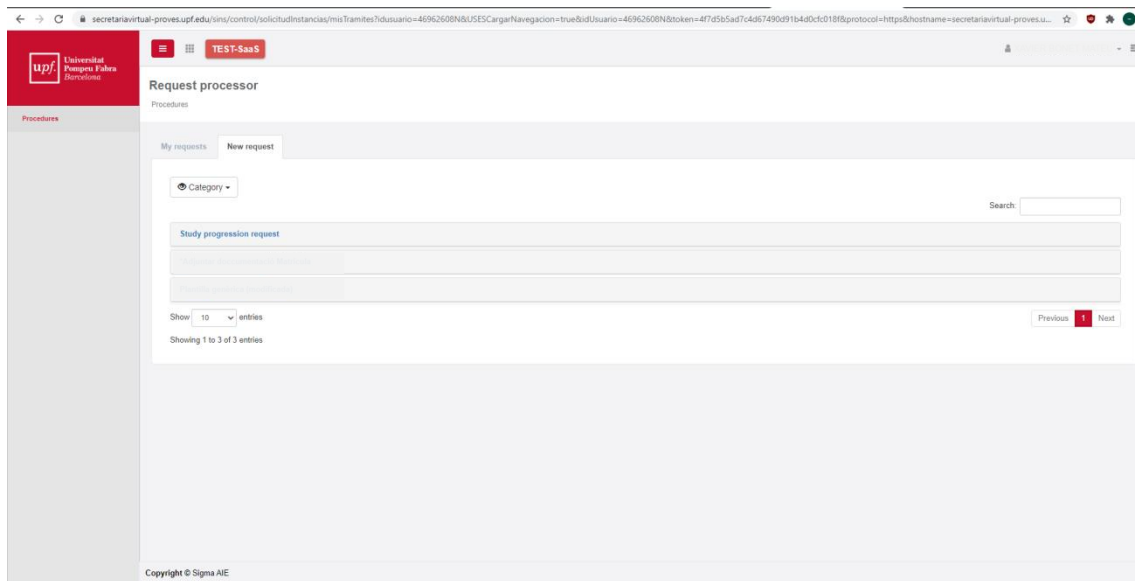 secretariavirtual-proves.upf.edu/sins/control/solicitudInstancias/misTramites?idusuario=46962608N&USESCargarNavegacion=true&idUsuario=46962608N&token=4f7d5b5ad7c4d67490d91b4d0cfc018f&protocol=https&hostname=secretariavirtual-proves.u...
upf. Universitat
Pompeu Fabra
Barcelona
TEST-SaaS
Request processor
Procedures
Procedures
My requests New request
Category
Search:
Study progression request
Show 10 entries
Previous 1 Next
Showing 1 to 3 of 3 entries
Copyright © Sigma AIE